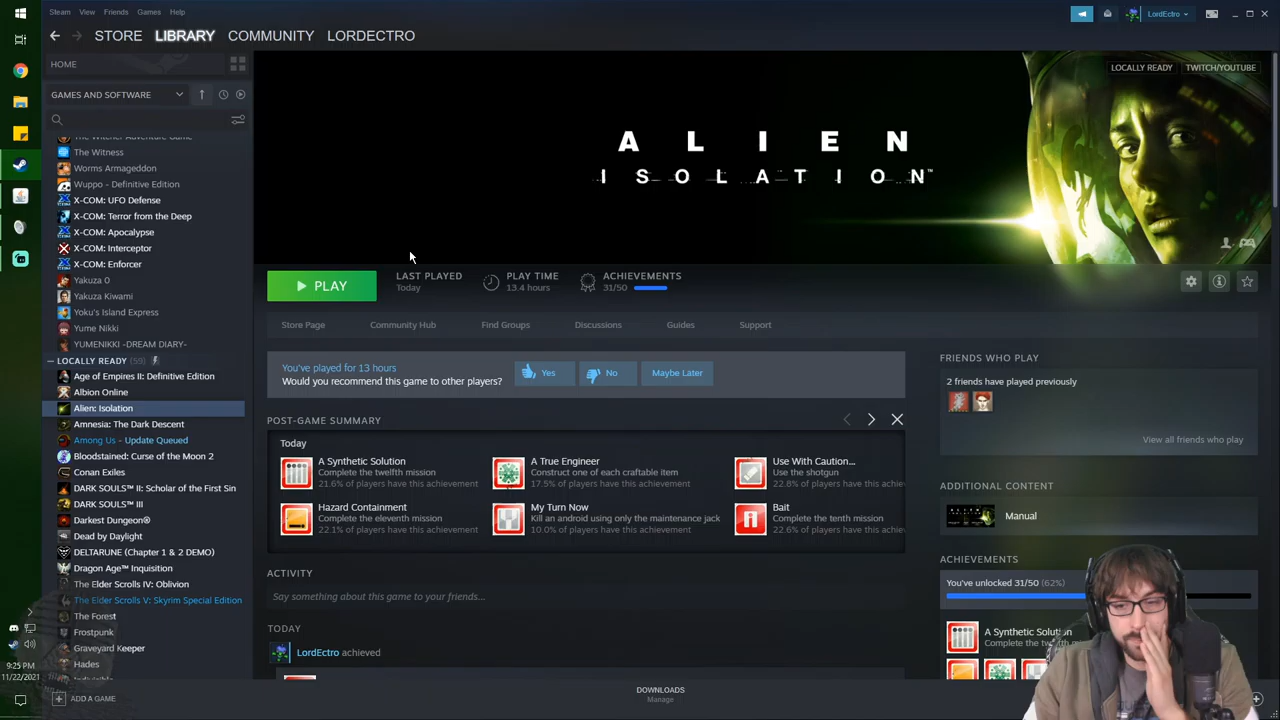 Steam View Friends Games Help
LordEctro
STORE LIBRARY COMMUNITY LORDECTRO
HOME
GAMES AND SOFTWARE
The Witcher Adventure Game
The Witness
Worms Armageddon
Wuppo - Definitive Edition
X-COM: UFO Defense
X-COM: Terror from the Deep
X-COM: Apocalypse
X-COM: Interceptor
X-COM: Enforcer
Yakuza 0
Yakuza Kiwami
Yoku's Island Express
Yume Nikki
YUMENIKKI -DREAM DIARY-
LOCALLY READY (59)
Age of Empires II: Definitive Edition
Albion Online
Alien: Isolation
Amnesia: The Dark Descent
Among Us - Update Queued
Bloodstained: Curse of the Moon 2
Conan Exiles
DARK SOULS™ II: Scholar of the First Sin
DARK SOULS™ III
Darkest Dungeon®
Dead by Daylight
DELTARUNE (Chapter 1 & 2 DEMO)
Dragon Age™ Inquisition
The Elder Scrolls IV: Oblivion
The Elder Scrolls V: Skyrim Special Edition
The Forest
Frostpunk
Graveyard Keeper
Hades
ADD A GAME
9:25 PM
11/22/2021
LOCALLY READY TWITCH/YOUTUBE
ALIEN
ISOLATION™
PLAY
LAST PLAYED
Today
PLAY TIME
13.4 hours
ACHIEVEMENTS
31/50
Store Page Community Hub Find Groups Discussions Guides Support
You've played for 13 hours
Would you recommend this game to other players?
Yes No Maybe Later
POST-GAME SUMMARY
Today
A Synthetic Solution
Complete the twelfth mission
21.6% of players have this achievement
A True Engineer
Construct one of each craftable item
17.5% of players have this achievement
Use With Caution...
Use the shotgun
22.8% of players have this achieve
Hazard Containment
Complete the eleventh mission
22.1% of players have this achievement
My Turn Now
Kill an android using only the maintenance jack
10.0% of players have this achievement
Bait
Complete the tenth mission
22.6% of players have this achieve
ACTIVITY
Say something about this game to your friends...
TODAY
LordEctro achieved
FRIENDS WHO PLAY
2 friends have played previously
View all friends who play
ADDITIONAL CONTENT
Manual
ACHIEVEMENTS
You've unlocked 31/50 (62%)
A Synthetic Solution
Complete the
DOWNLOADS
Manage